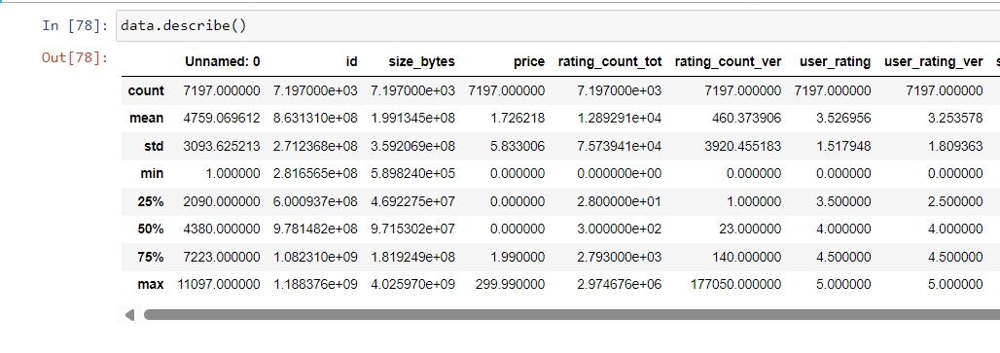 In [78]: data.describe()
Out[78]:
Unnamed: 0 id size_bytes price rating_count_tot rating_count_ver user_rating user_rating_ver s
count 7197.000000 7.197000e+03 7.197000e+03 7197.000000 7.197000e+03 7197.000000 7197.000000 7197.000000
mean 4759.069612 8.631310e+08 1.991345e+08 1.726218 1.289291e+04 460.373906 3.526956 3.253578
std 3093.625213 2.712368e+08 3.592069e+08 5.833006 7.573941e+04 3920.455183 1.517948 1.809363
min 1.000000 2.816565e+08 5.898240e+05 0.000000 0.000000e+00 0.000000 0.000000 0.000000
25% 2090.000000 6.000937e+08 4.692275e+07 0.000000 2.800000e+01 1.000000 3.500000 2.500000
50% 4380.000000 9.781482e+08 9.715302e+07 0.000000 3.000000e+02 23.000000 4.000000 4.000000
75% 7223.000000 1.082310e+09 1.819249e+08 1.990000 2.793000e+03 140.000000 4.500000 4.500000
max 11097.000000 1.188376e+09 4.025970e+09 299.990000 2.974676e+06 177050.000000 5.000000 5.000000